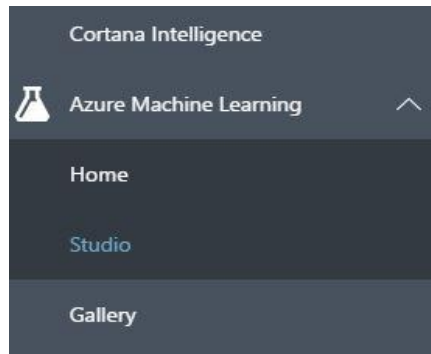 Cortana Intelligence
Azure Machine Learning
Home
Studio
Gallery